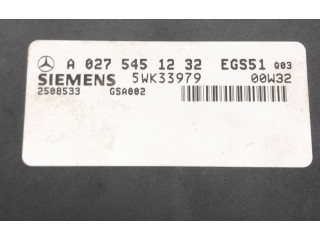 A 027 545 12 32 EGS51 Q03
SIEMENS 5WK33979 00W32
2508533 GSA002